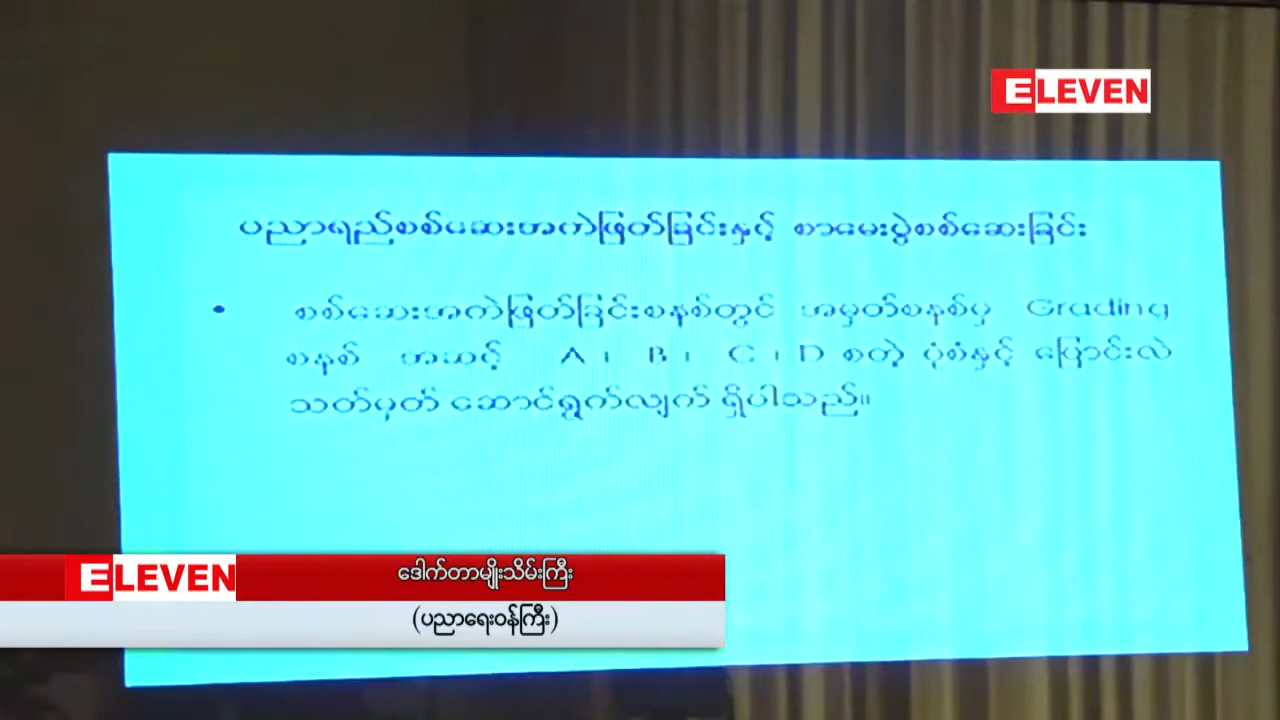 ELEVEN
ပညာရည်စစ်ဆေးအကဲဖြတ်ခြင်းနှင့် စာမေးပွဲစစ်ဆေးခြင်း
• စစ်ဆေးအကဲဖြတ်ခြင်းစနစ်တွင် အမှတ်စနစ်မှ Grading
စနစ် အဆင့် A ၊ B ၊ C ၊ D စတဲ့ ပုံစံနှင့် ပြောင်းလဲ
သတ်မှတ် ဆောင်ရွက်လျက် ရှိပါသည်။
ELEVEN
ဒေါက်တာမျိုးသိမ်းကြီး
(ပညာရေးဝန်ကြီး)